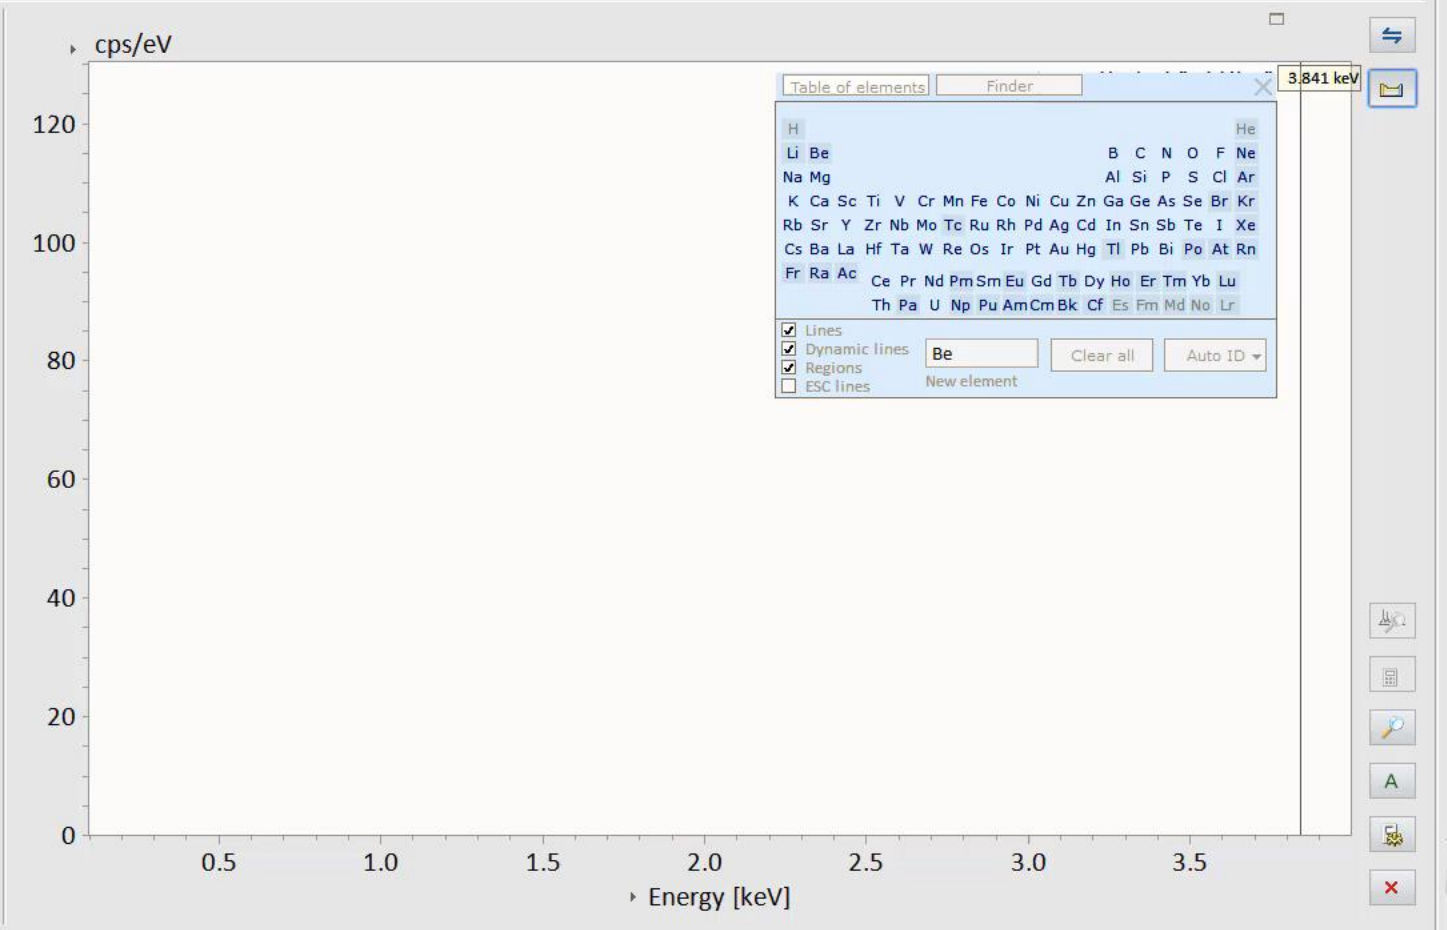 cps/eV
3.841 keV
Table of elements Finder
H He
Li Be B C N O F Ne
Na Mg Al Si P S Cl Ar
K Ca Sc Ti V Cr Mn Fe Co Ni Cu Zn Ga Ge As Se Br Kr
Rb Sr Y Zr Nb Mo Tc Ru Rh Pd Ag Cd In Sn Sb Te I Xe
Cs Ba La Hf Ta W Re Os Ir Pt Au Hg Tl Pb Bi Po At Rn
Fr Ra Ac
Ce Pr Nd Pm Sm Eu Gd Tb Dy Ho Er Tm Yb Lu
Th Pa U Np Pu Am Cm Bk Cf Es Fm Md No Lr
Lines
Dynamic lines
Regions
ESC lines
Be
New element
Clear all
Auto ID
120
100
80
60
40
20
0
0.5 1.0 1.5 2.0 2.5 3.0 3.5
Energy [keV]
A